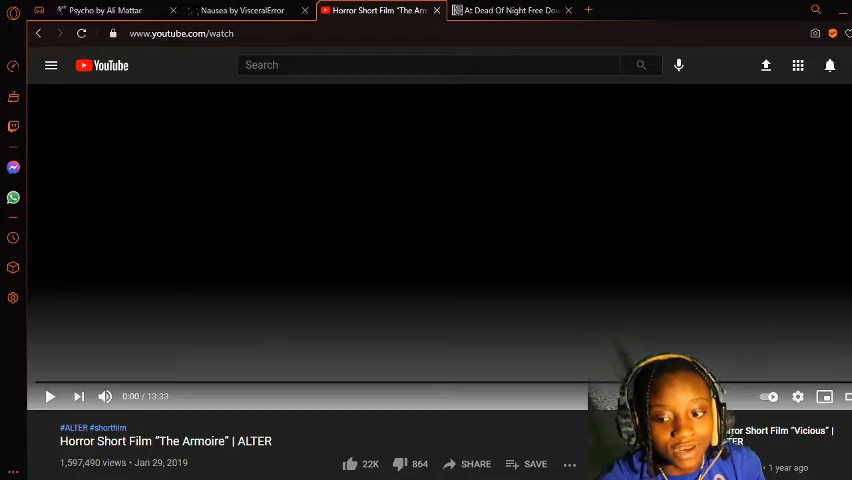 Psycho by Ali Mattar
Nausea by VisceralError
Horror Short Film “The Arm
At Dead Of Night Free Do
www.youtube.com/watch
YouTube
Search
0:00 / 13:33
#ALTER #shortfilm
Horror Short Film “The Armoire” | ALTER
1,597,490 views • Jan 29, 2019
22K
864
SHARE
SAVE
...
orror Short Film “Vicious” |
TER
• 1 year ago